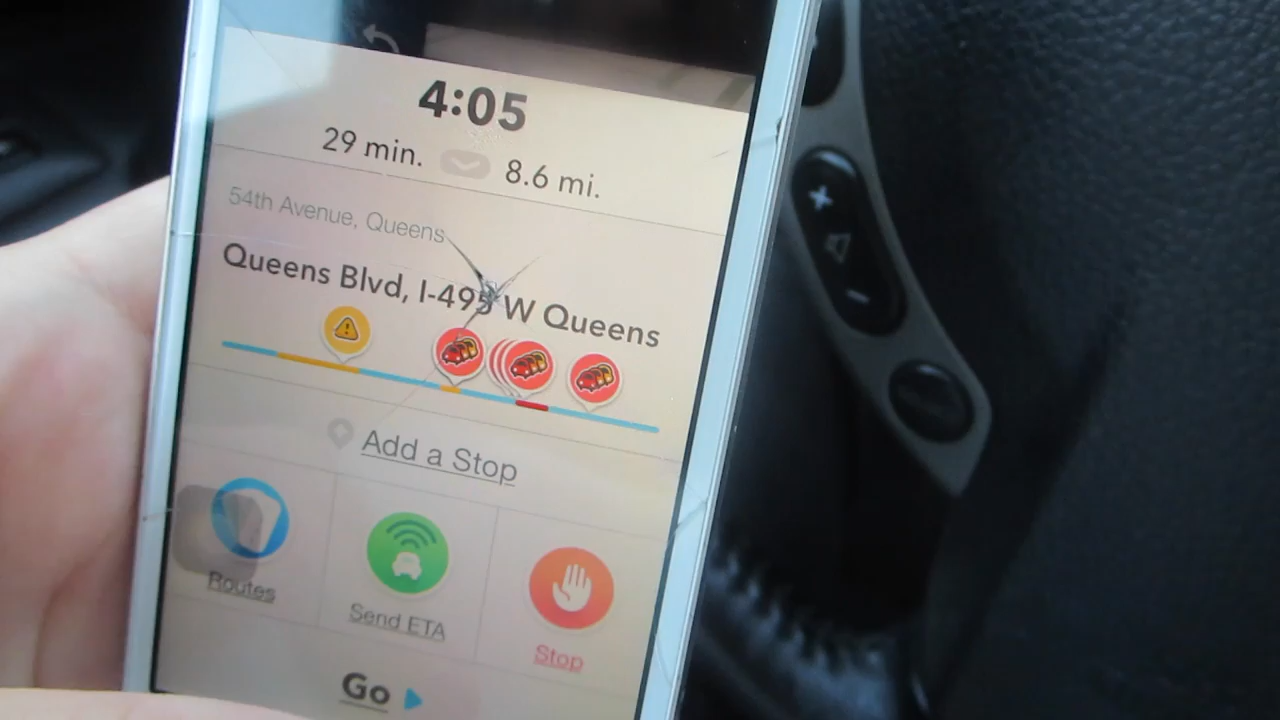 4:05
29 min. 8.6 mi.
54th Avenue, Queens
Queens Blvd, I-495 W Queens
Add a Stop
Routes
Send ETA
Stop
Go